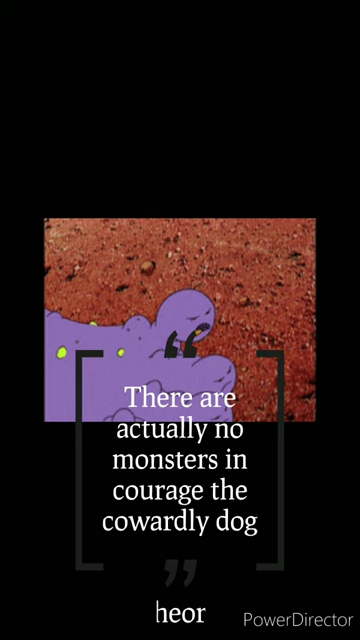 “
There are
actually no
monsters in
courage the
cowardly dog
”
heor
PowerDirector